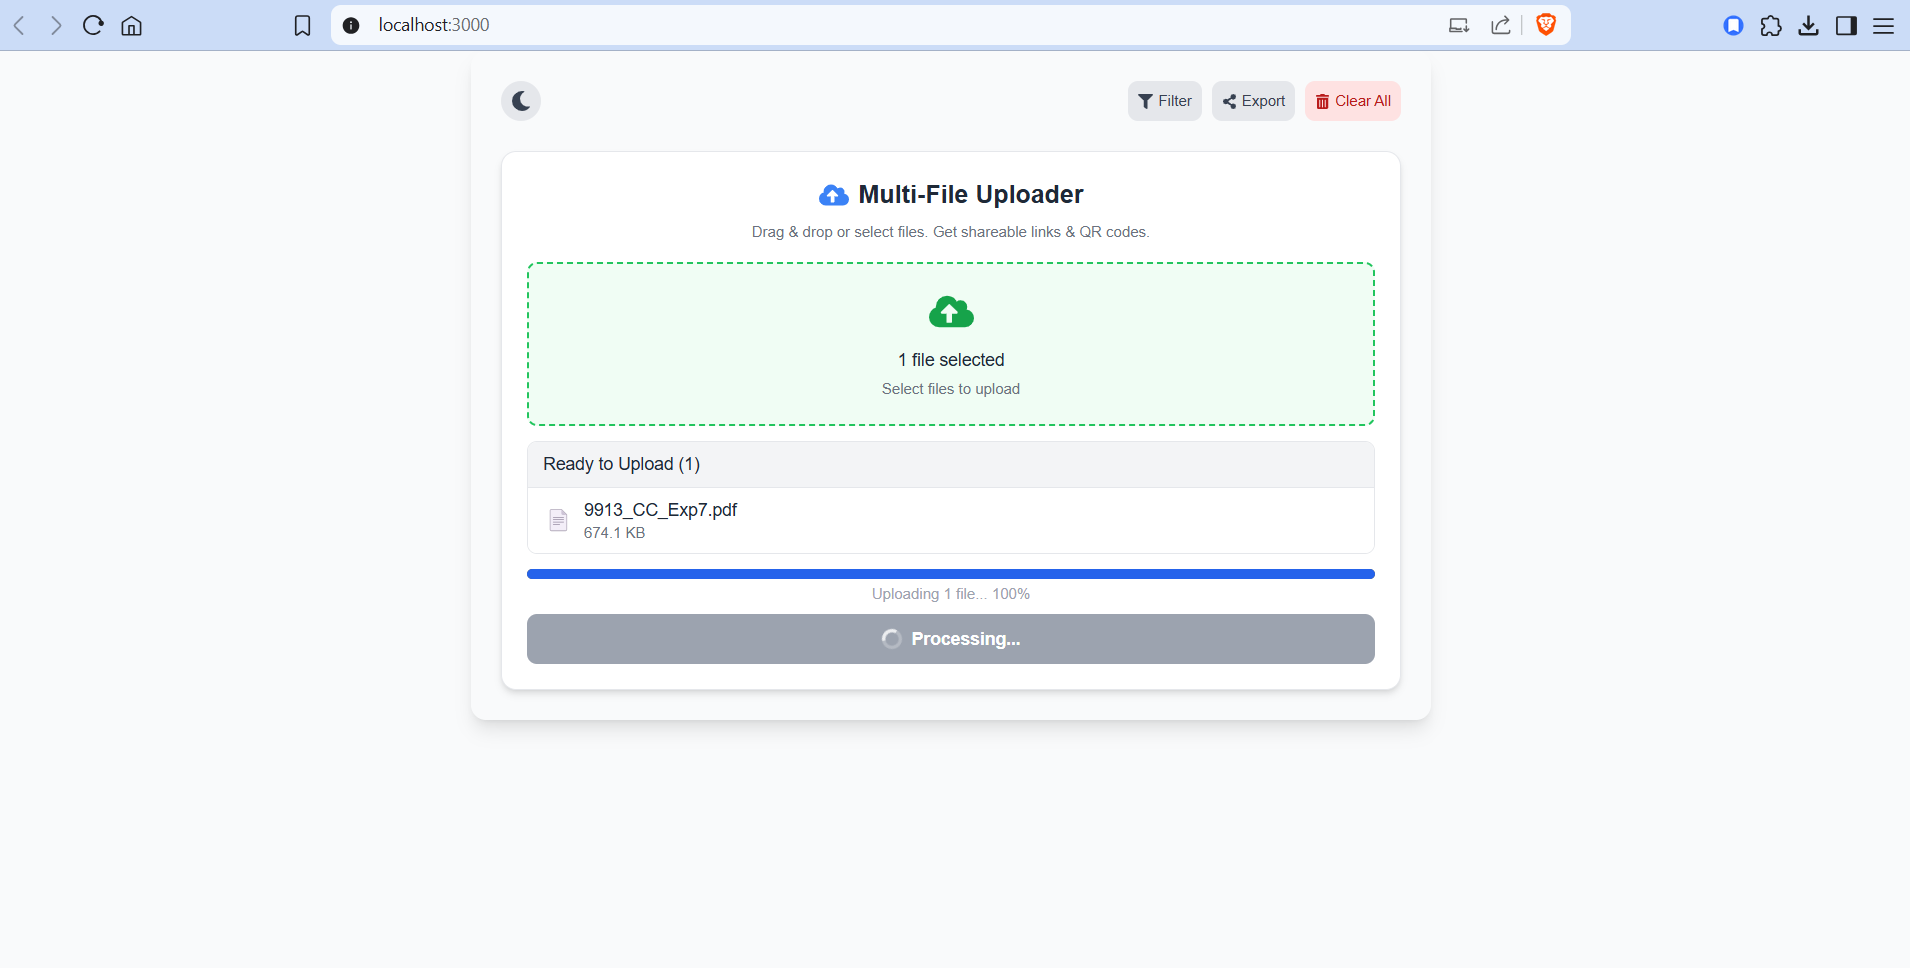 localhost:3000
Filter
Export
Clear All
Multi-File Uploader
Drag & drop or select files. Get shareable links & QR codes.
1 file selected
Select files to upload
Ready to Upload (1)
9913_CC_Exp7.pdf
674.1 KB
Uploading 1 file... 100%
Processing...